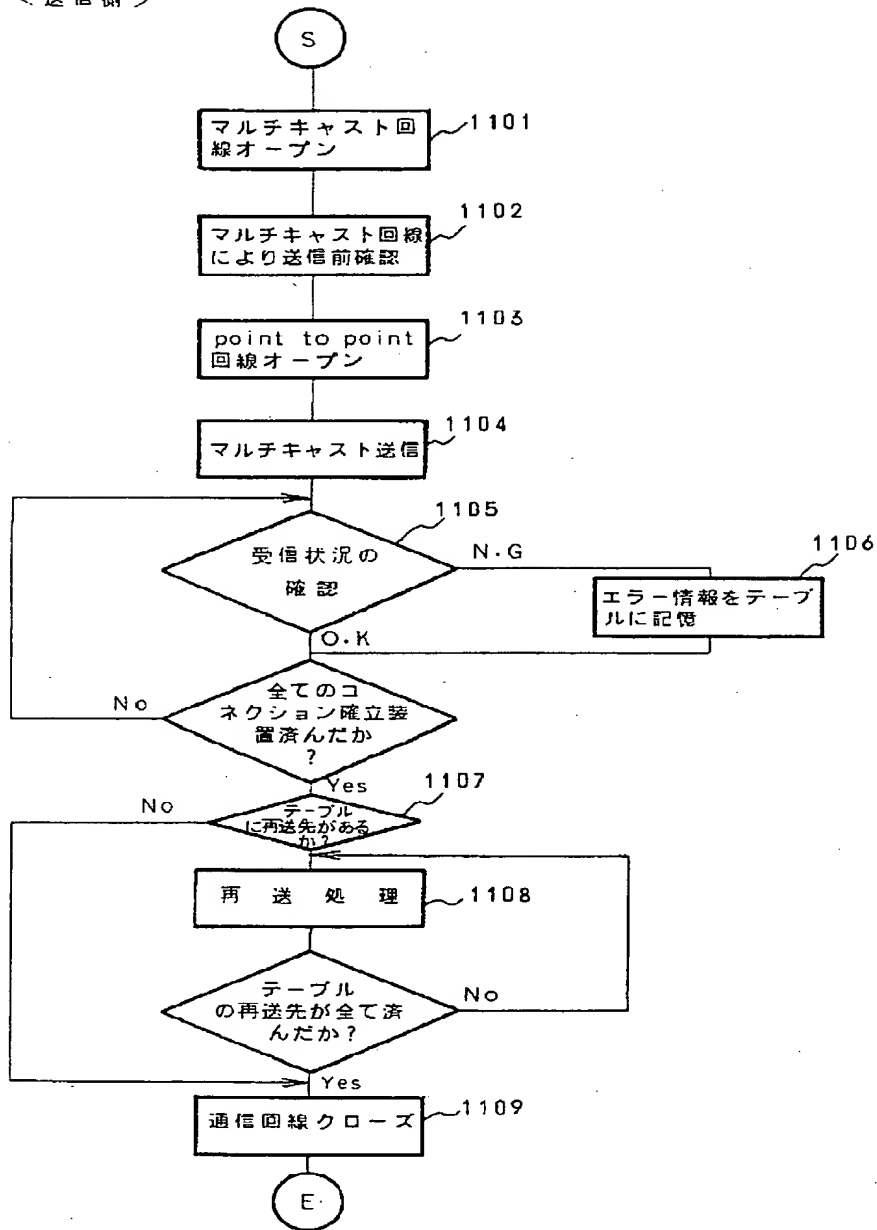 <送信側>
S
マルチキャスト回
線オープン
1101
マルチキャスト回線
により送信前確認
1102
point to point
回線オープン
1103
マルチキャスト送信
1104
受信状況の
確認
1105
N.G
エラー情報をテーブ
ルに記憶
1106
O.K
全てのコ
ネクション確立装
置済んだか
?
No
Yes
テーブル
に再送先がある
か?
1107
No
再送処理
1108
テーブル
の再送先が全て済
んだか?
No
Yes
通信回線クローズ
1109
E